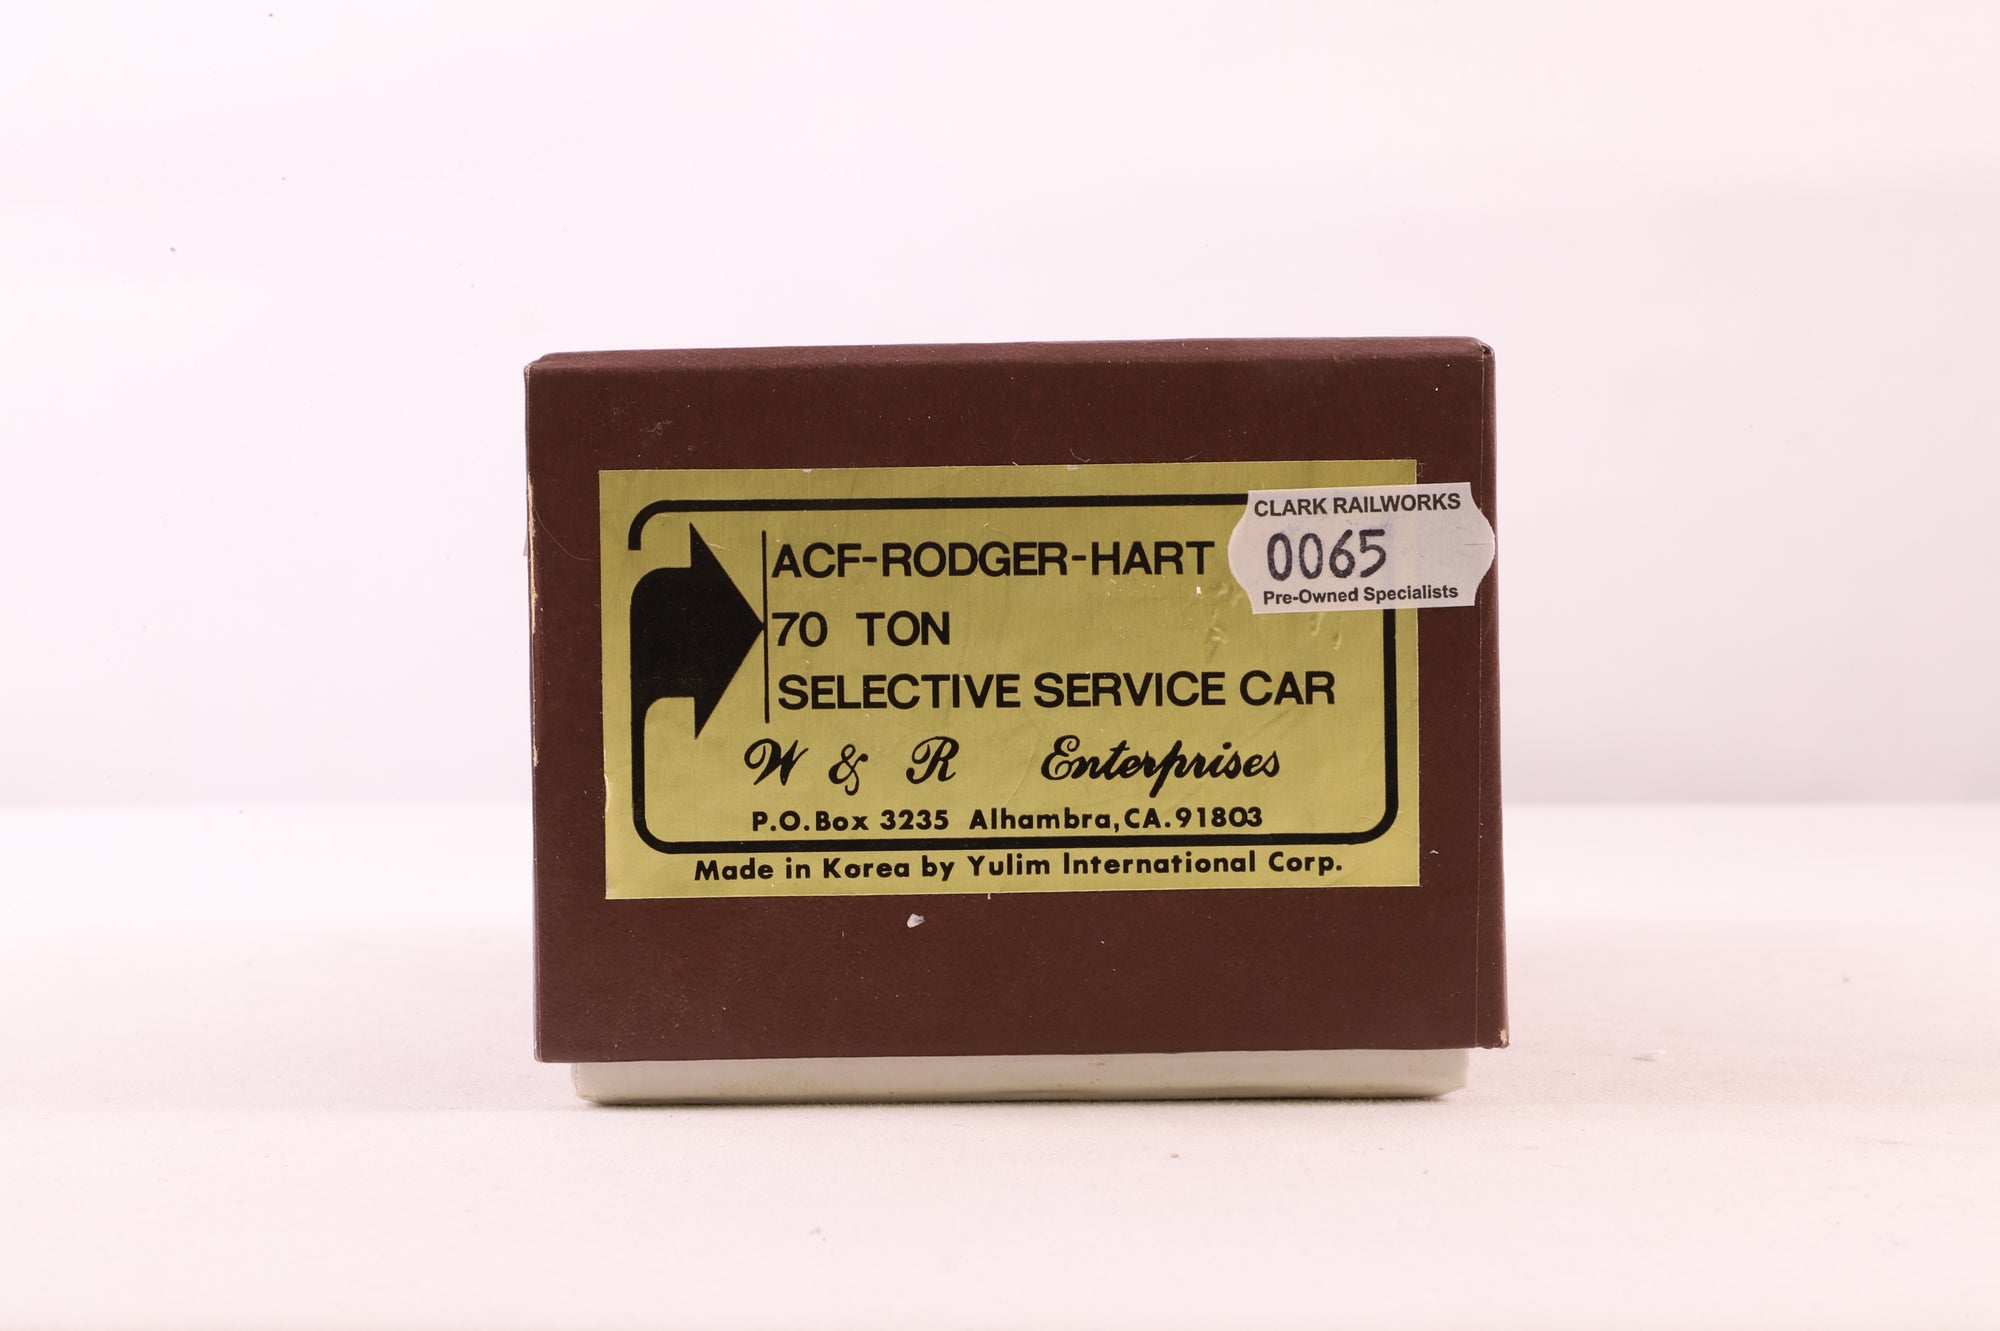 CLARK RAILWORKS
0065
Pre-Owned Specialists
ACF-RODGER-HART
70 TON
SELECTIVE SERVICE CAR
W & R Enterprises
P.O.Box 3235 Alhambra,CA.91803
Made in Korea by Yulim International Corp.